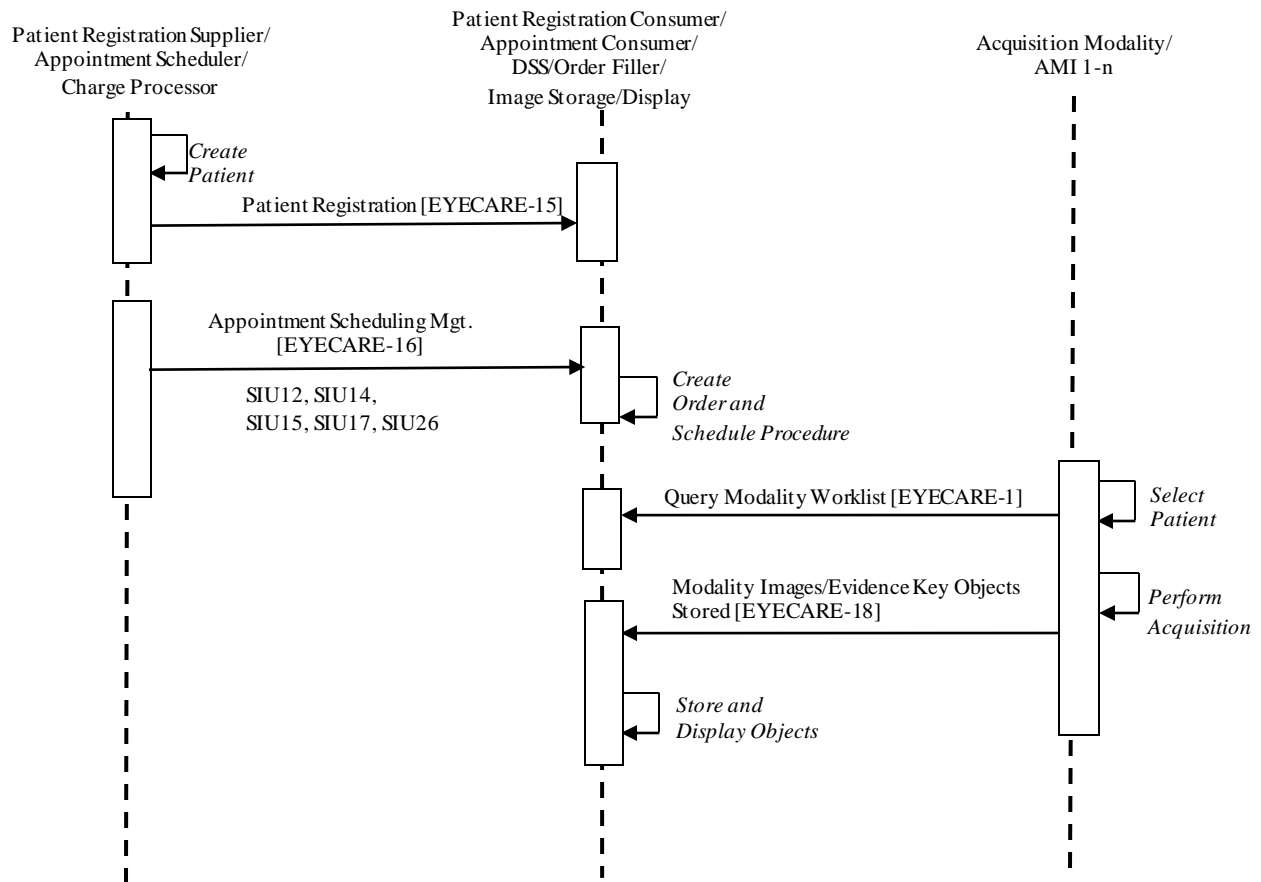 Patient Registration Supplier/
Appointment Scheduler/
Charge Processor
Patient Registration Consumer/
Appointment Consumer/
DSS/Order Filler/
Image Storage/Display
Acquisition Modality/
AMI 1-n
Create
Patient
Patient Registration [EYECARE-15]
Appointment Scheduling Mgt.
[EYECARE-16]
SIU12, SIU14,
SIU15, SIU17, SIU26
Create
Order and
Schedule Procedure
Query Modality Worklist [EYECARE-1]
Select
Patient
Modality Images/Evidence Key Objects
Stored [EYECARE-18]
Perform
Acquisition
Store and
Display Objects